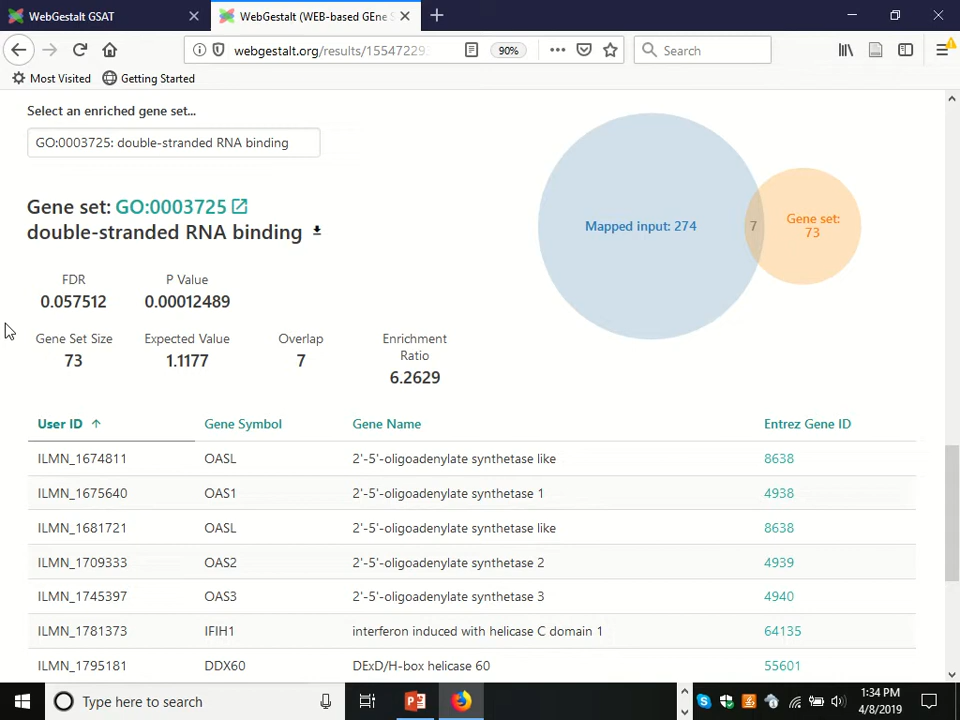 WebGestalt GSAT
WebGestalt (WEB-based GEne S
webgestalt.org/results/15547229
90%
Search
Most Visited
Getting Started
Select an enriched gene set...
GO:0003725: double-stranded RNA binding
Gene set: GO:0003725
double-stranded RNA binding
FDR
0.057512
P Value
0.00012489
Gene Set Size
73
Expected Value
1.1177
Overlap
7
Enrichment
Ratio
6.2629
Mapped input: 274
7
Gene set:
73
User ID Gene Symbol Gene Name Entrez Gene ID
ILMN_1674811 OASL 2'-5'-oligoadenylate synthetase like 8638
ILMN_1675640 OAS1 2'-5'-oligoadenylate synthetase 1 4938
ILMN_1681721 OASL 2'-5'-oligoadenylate synthetase like 8638
ILMN_1709333 OAS2 2'-5'-oligoadenylate synthetase 2 4939
ILMN_1745397 OAS3 2'-5'-oligoadenylate synthetase 3 4940
ILMN_1781373 IFIH1 interferon induced with helicase C domain 1 64135
ILMN_1795181 DDX60 DExD/H-box helicase 60 55601
Type here to search
1:34 PM
4/8/2019